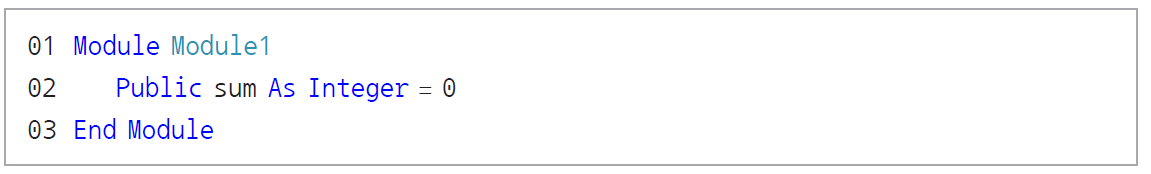 01 Module Module1
02 Public sum As Integer = 0
03 End Module